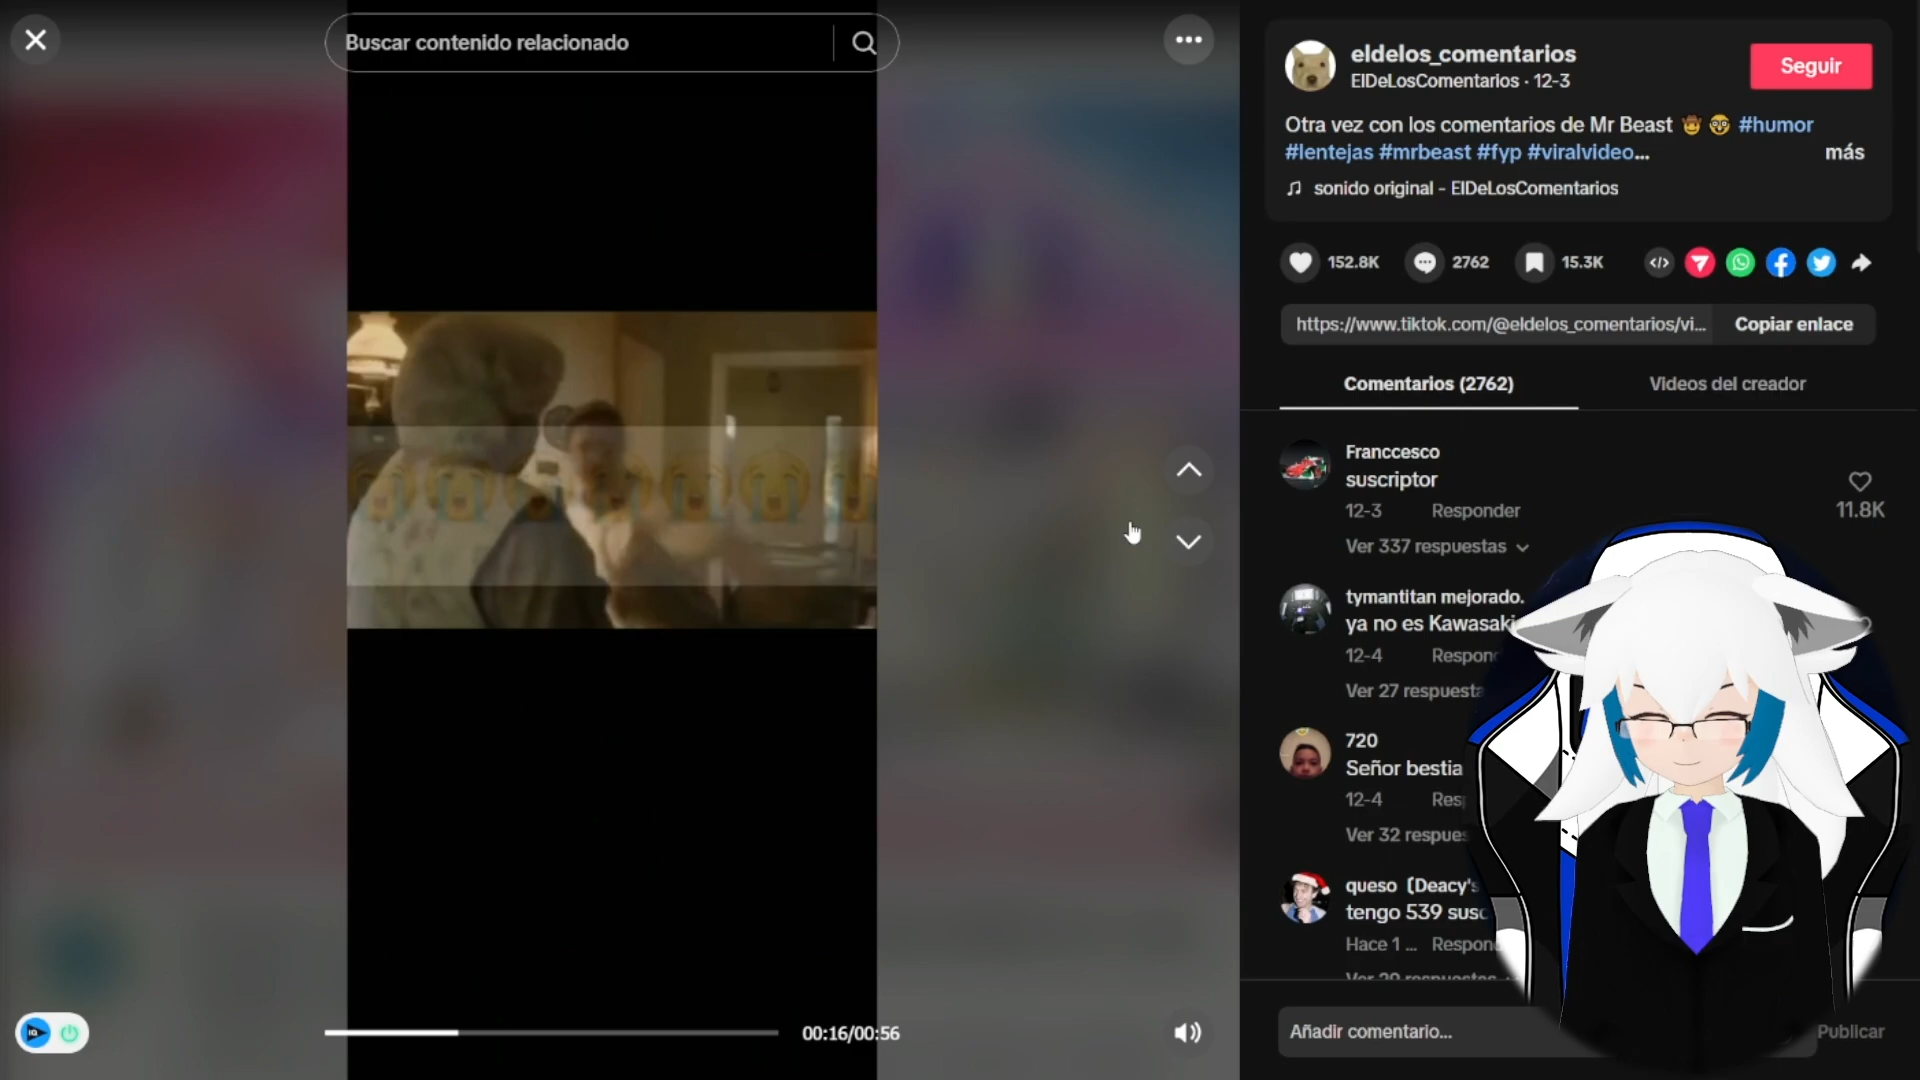 Buscar contenido relacionado
eldelos_comentarios
ElDeLosComentarios · 12-3
Seguir
Otra vez con los comentarios de Mr Beast 🤠 🤓 #humor
#lentejas #mrbeast #fyp #viralvideo...
más
♫ sonido original - ElDeLosComentarios
152.8K
2762
15.3K
https://www.tiktok.com/@eldelos_comentarios/vi...
Copiar enlace
Comentarios (2762)
Videos del creador
Franccesco
suscriptor
12-3 Responder
11.8K
Ver 337 respuestas
tymantitan mejorado.
ya no es Kawasaki
12-4
Ver 27
720
Señor bestia
12-4
Ver 32
queso (Deacy's
tengo 539
Hace 1 ...
Ver 29 respuestas
00:16/00:56
Añadir comentario...
Publicar